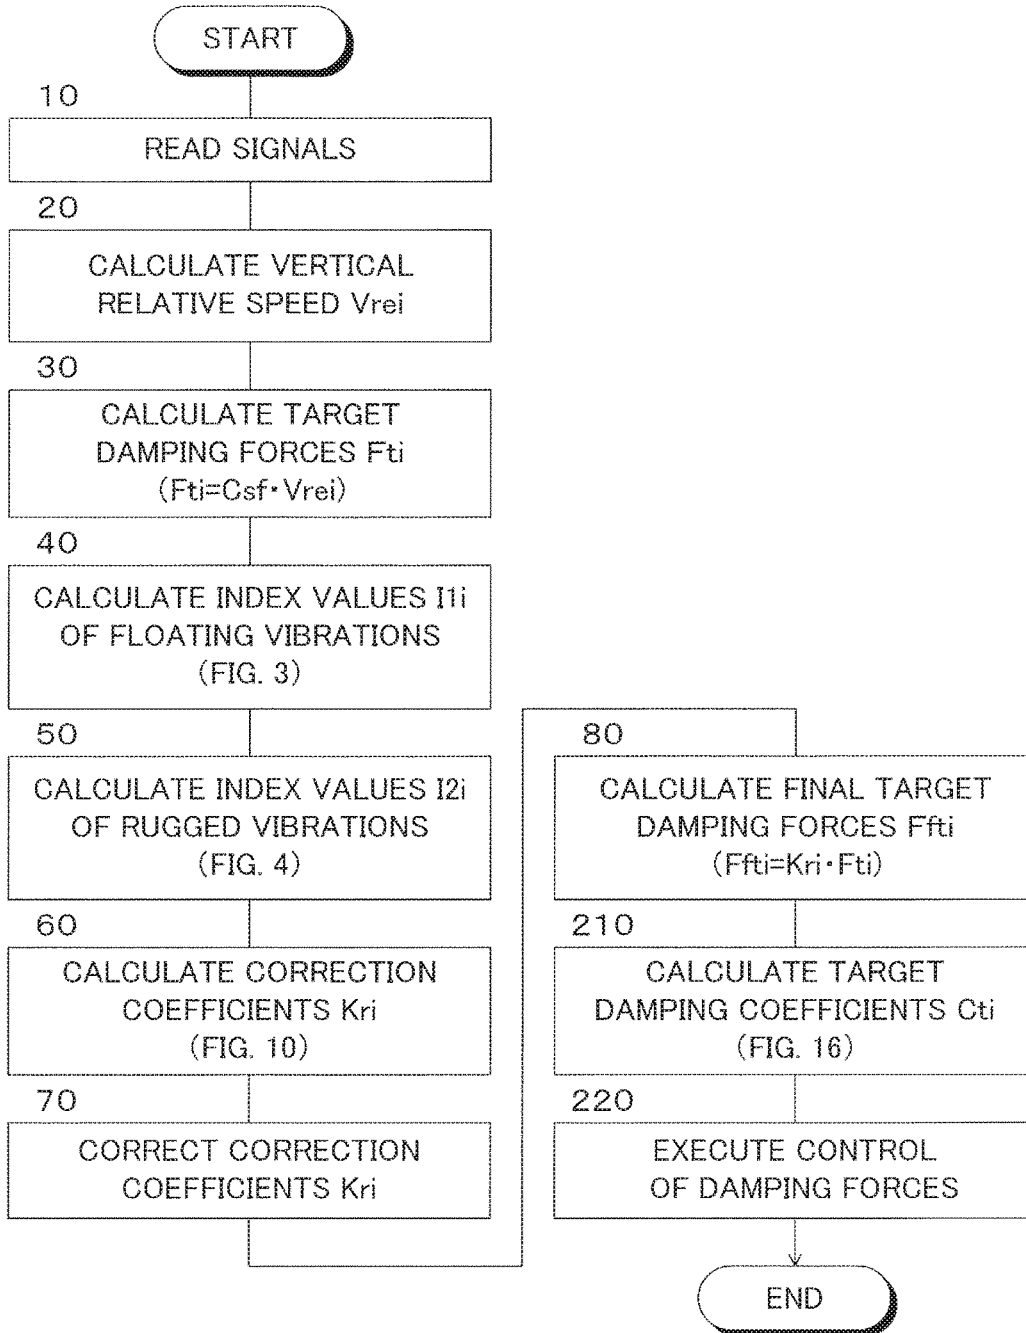 START
10
READ SIGNALS
20
CALCULATE VERTICAL
RELATIVE SPEED Vrei
30
CALCULATE TARGET
DAMPING FORCES Fti
(Fti=Csf・Vrei)
40
CALCULATE INDEX VALUES I1i
OF FLOATING VIBRATIONS
(FIG. 3)
50
CALCULATE INDEX VALUES I2i
OF RUGGED VIBRATIONS
(FIG. 4)
60
CALCULATE CORRECTION
COEFFICIENTS Kri
(FIG. 10)
70
CORRECT CORRECTION
COEFFICIENTS Kri
80
CALCULATE FINAL TARGET
DAMPING FORCES Ffti
(Ffti=Kri・Fti)
210
CALCULATE TARGET
DAMPING COEFFICIENTS Cti
(FIG. 16)
220
EXECUTE CONTROL
OF DAMPING FORCES
END